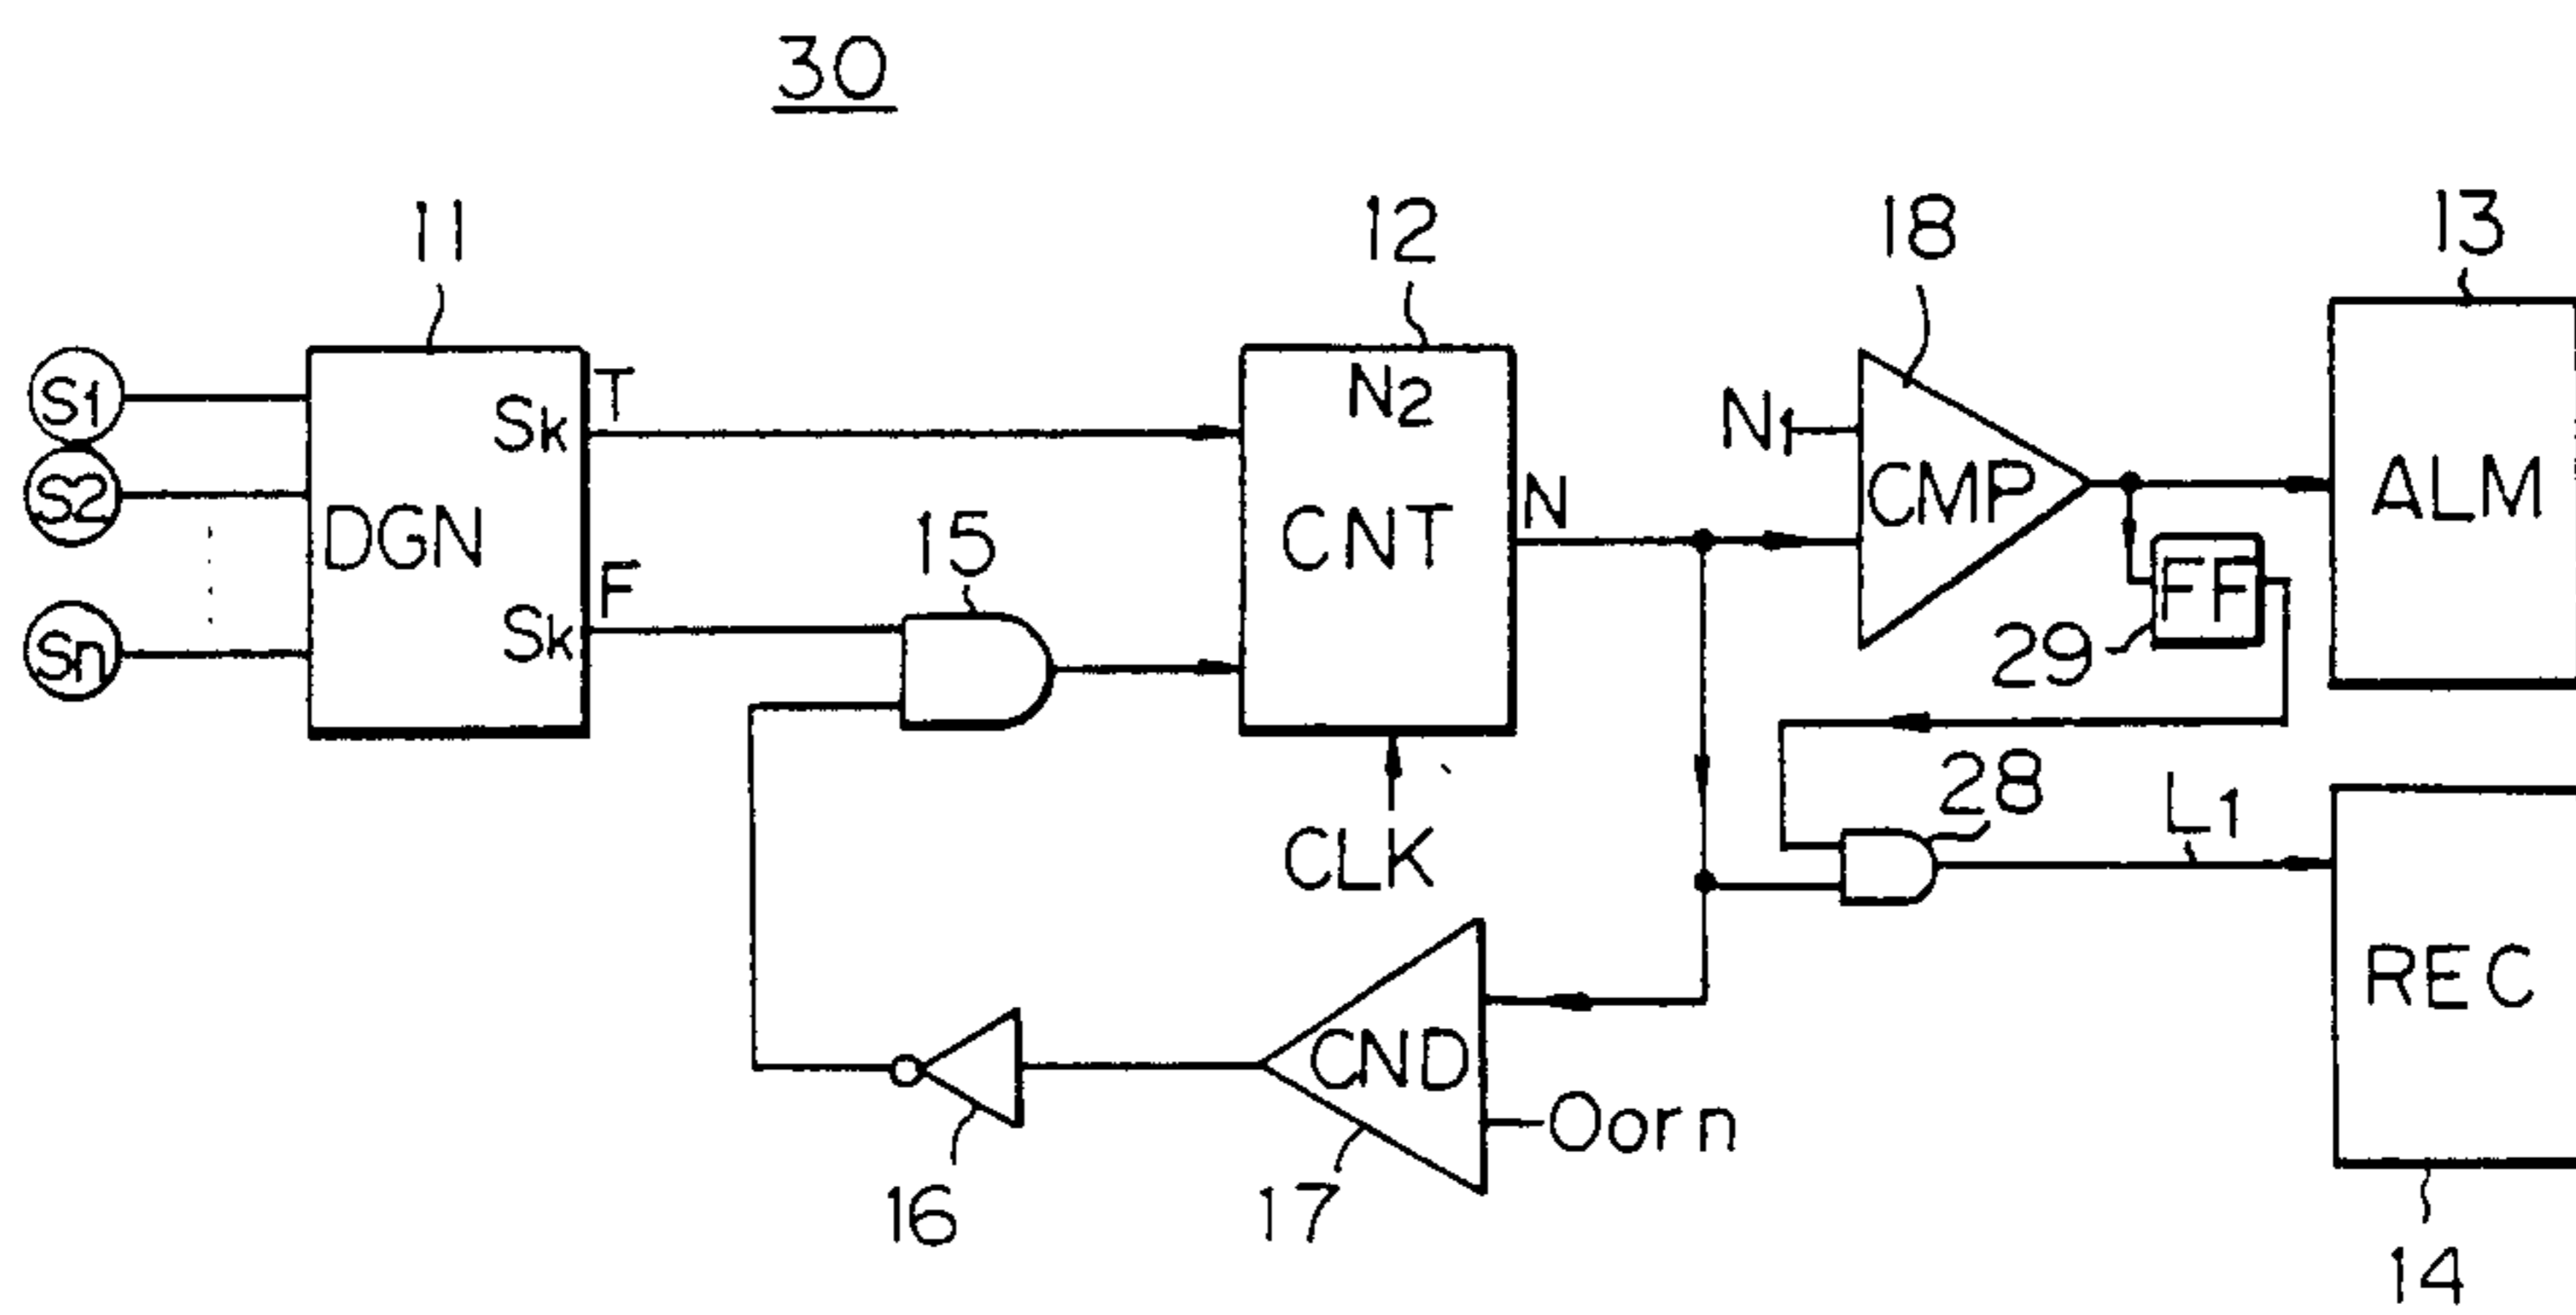 30
11
12
18
13
S1
S2
Sn
Sk
T
DGN
Sk
F
15
N2
CNT
N
CLK
N1
CMP
ALM
FF
29
28
L1
REC
CND
Oorn
16
17
14